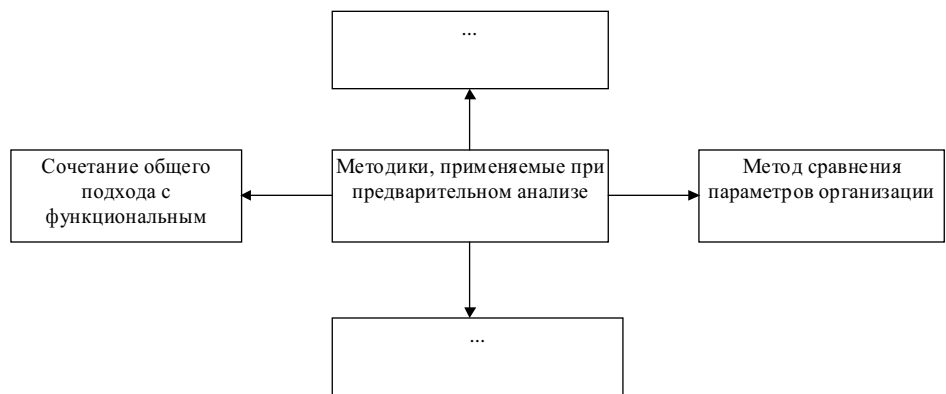 ...
Сочетание общего
подхода с
функциональным
Методики, применяемые при
предварительном анализе
Метод сравнения
параметров организации
...